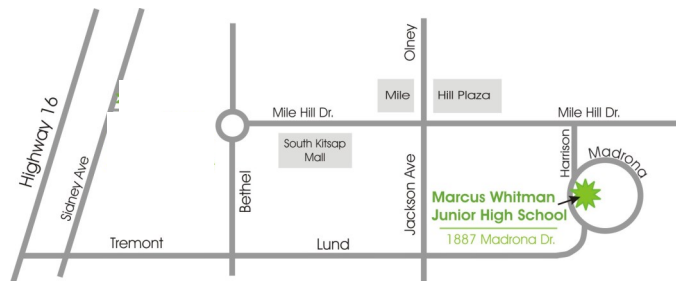 Olney
Highway 16
Mile
Hill Plaza
Mile Hill Dr.
Mile Hill Dr.
South Kitsap
Mall
Harrison
Madrona
Sidney Ave
Bethel
Jackson Ave
Marcus Whitman
Junior High School
1887 Madrona Dr.
Tremont
Lund